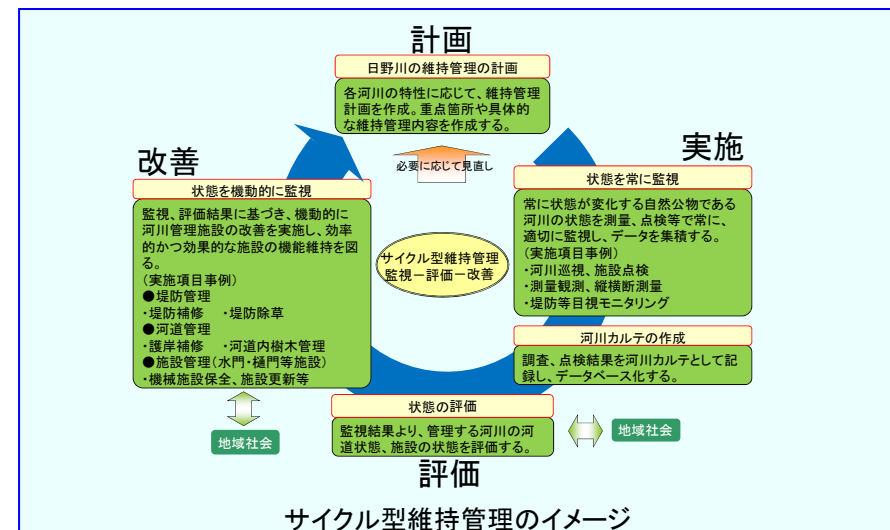 計画
日野川の維持管理の計画
各河川の特性に応じて、維持管理
計画を作成。重点箇所や具体的
な維持管理内容を作成する。
必要に応じて見直し
実施
状態を常に監視
常に状態が変化する自然公物である
河川の状態を測量、点検等で常に、
適切に監視し、データを集積する。
（実施項目事例）
・河川巡視、施設点検
・測量観測、縦横断測量
・堤防等目視モニタリング
河川カルテの作成
調査、点検結果を河川カルテとして記
録し、データベース化する。
改善
状態を機動的に監視
監視、評価結果に基づき、機動的に
河川管理施設の改善を実施し、効率
的かつ効果的な施設の機能維持を図
る。
（実施項目事例）
●堤防管理
・堤防補修　・堤防除草
●河道管理
・護岸補修　・河道内樹木管理
●施設管理（水門・樋門等施設）
・機械施設保全、施設更新等
サイクル型維持管理
監視－評価－改善
状態の評価
監視結果より、管理する河川の河
道状態、施設の状態を評価する。
地域社会
地域社会
評価
サイクル型維持管理のイメージ